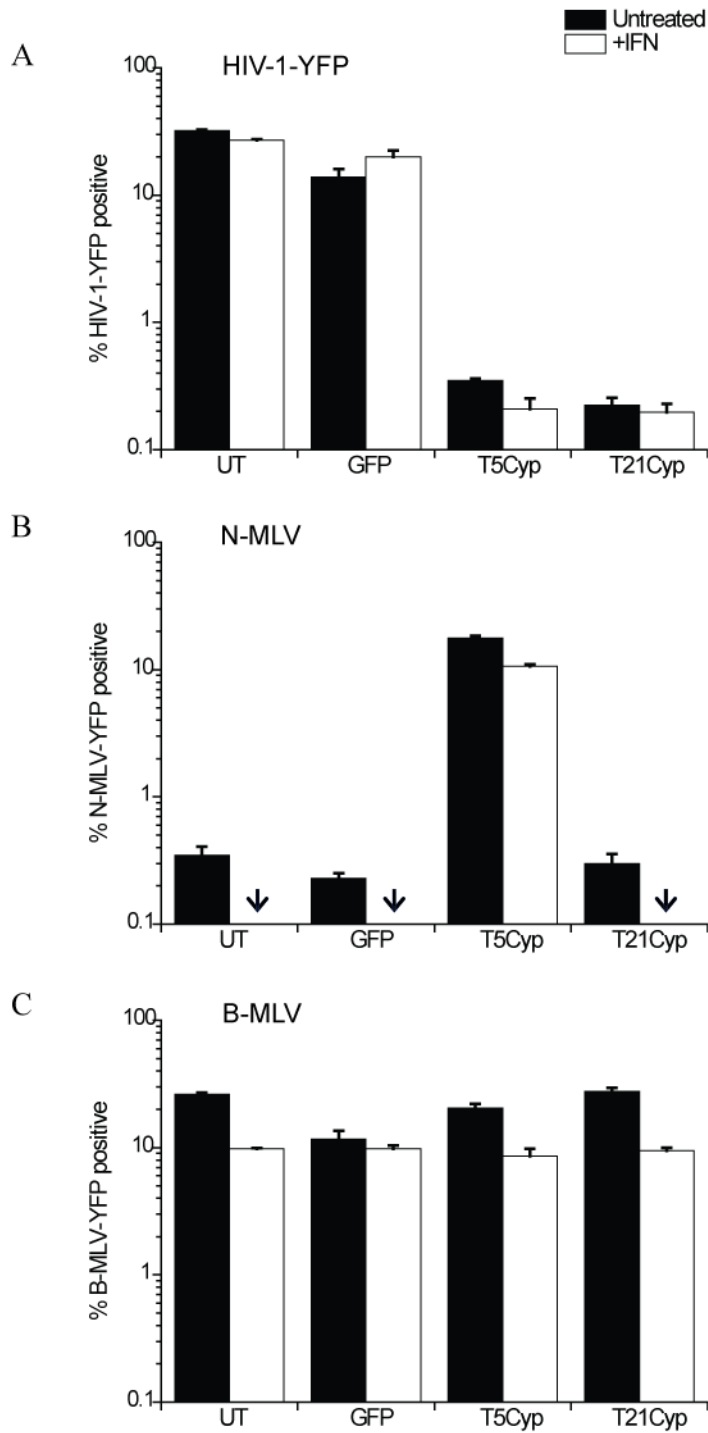 Untreated
+IFN
A
HIV-1-YFP
% HIV-1-YFP positive
100
10
1
0.1
UT GFP T5Cyp T21Cyp
B
N-MLV
% N-MLV-YFP positive
100
10
1
0.1
UT GFP T5Cyp T21Cyp
C
B-MLV
% B-MLV-YFP positive
100
10
1
0.1
UT GFP T5Cyp T21Cyp